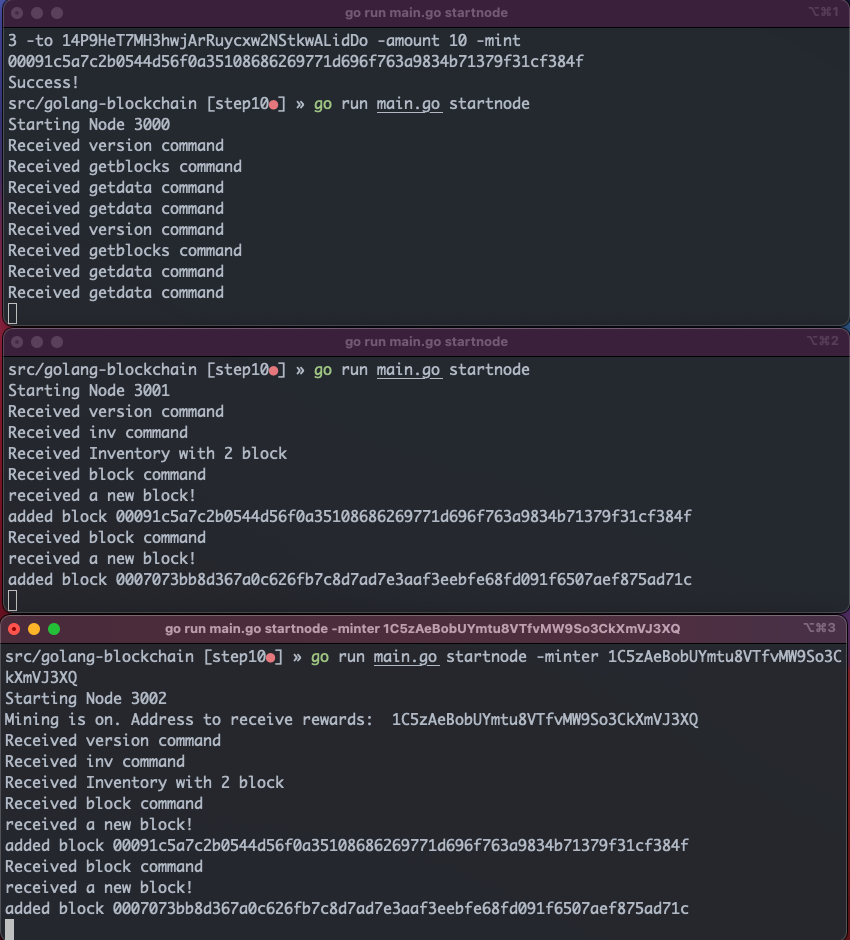 go run main.go startnode
⌥⌘1
3 -to 14P9HeT7MH3hwjArRuycxw2NStkwALidDo -amount 10 -mint
00091c5a7c2b0544d56f0a35108686269771d696f763a9834b71379f31cf384f
Success!
src/golang-blockchain [step10●] » go run main.go startnode
Starting Node 3000
Received version command
Received getblocks command
Received getdata command
Received getdata command
Received version command
Received getblocks command
Received getdata command
Received getdata command
go run main.go startnode
⌥⌘2
src/golang-blockchain [step10●] » go run main.go startnode
Starting Node 3001
Received version command
Received inv command
Received Inventory with 2 block
Received block command
received a new block!
added block 00091c5a7c2b0544d56f0a35108686269771d696f763a9834b71379f31cf384f
Received block command
received a new block!
added block 0007073bb8d367a0c626fb7c8d7ad7e3aaf3eebfe68fd091f6507aef875ad71c
go run main.go startnode -minter 1C5zAeBobUYmtu8VTfvMW9So3CkXmVJ3XQ
⌥⌘3
src/golang-blockchain [step10●] » go run main.go startnode -minter 1C5zAeBobUYmtu8VTfvMW9So3C
kXmVJ3XQ
Starting Node 3002
Mining is on. Address to receive rewards:  1C5zAeBobUYmtu8VTfvMW9So3CkXmVJ3XQ
Received version command
Received inv command
Received Inventory with 2 block
Received block command
received a new block!
added block 00091c5a7c2b0544d56f0a35108686269771d696f763a9834b71379f31cf384f
Received block command
received a new block!
added block 0007073bb8d367a0c626fb7c8d7ad7e3aaf3eebfe68fd091f6507aef875ad71c